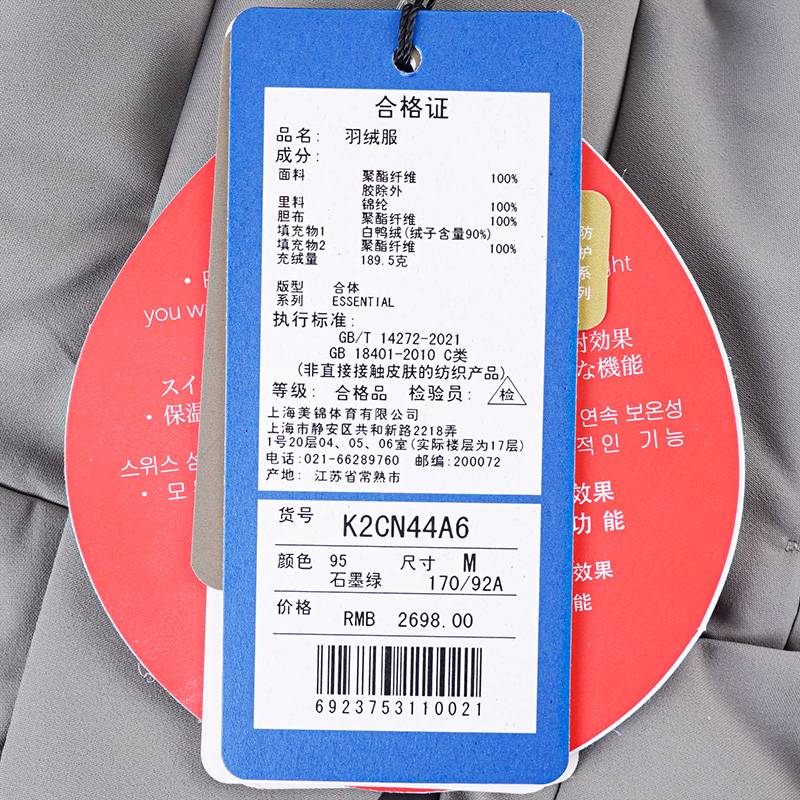 合格证
品名: 羽绒服
成分:
面料 聚酯纤维 100%
胶除外
里料 锦纶 100%
胆布 聚酯纤维 100%
填充物1 白鸭绒(绒子含量90%)
填充物2 聚酯纤维 100%
充绒量 189.5克
版型 合体
系列 ESSENTIAL
执行标准:
GB/T 14272-2021
GB 18401-2010 C类
(非直接接触皮肤的纺织产品)
等级: 合格品 检验员: 检
上海美锦体育有限公司
上海市静安区共和新路2218弄
1号20层04、05、06室(实际楼层为17层)
电话:021-66289760 邮编:200072
产地: 江苏省常熟市
货号 K2CN44A6
颜色 95 尺寸 M
石墨绿 170/92A
价格 RMB 2698.00
6923753110021
you w
スイ
・保温
스위스 섬
• 모
防护系列
ght
対効果
な機能
연속 보온성
적인 기능
效果
功能
效果
能